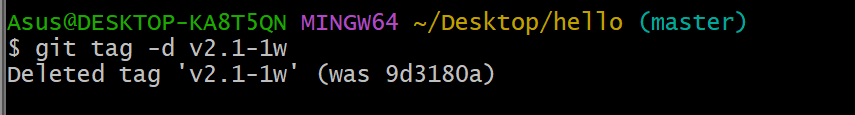 Asus@DESKTOP-KA8T5QN MINGW64 ~/Desktop/hello (master)
$ git tag -d v2.1-1w
Deleted tag 'v2.1-1w' (was 9d3180a)